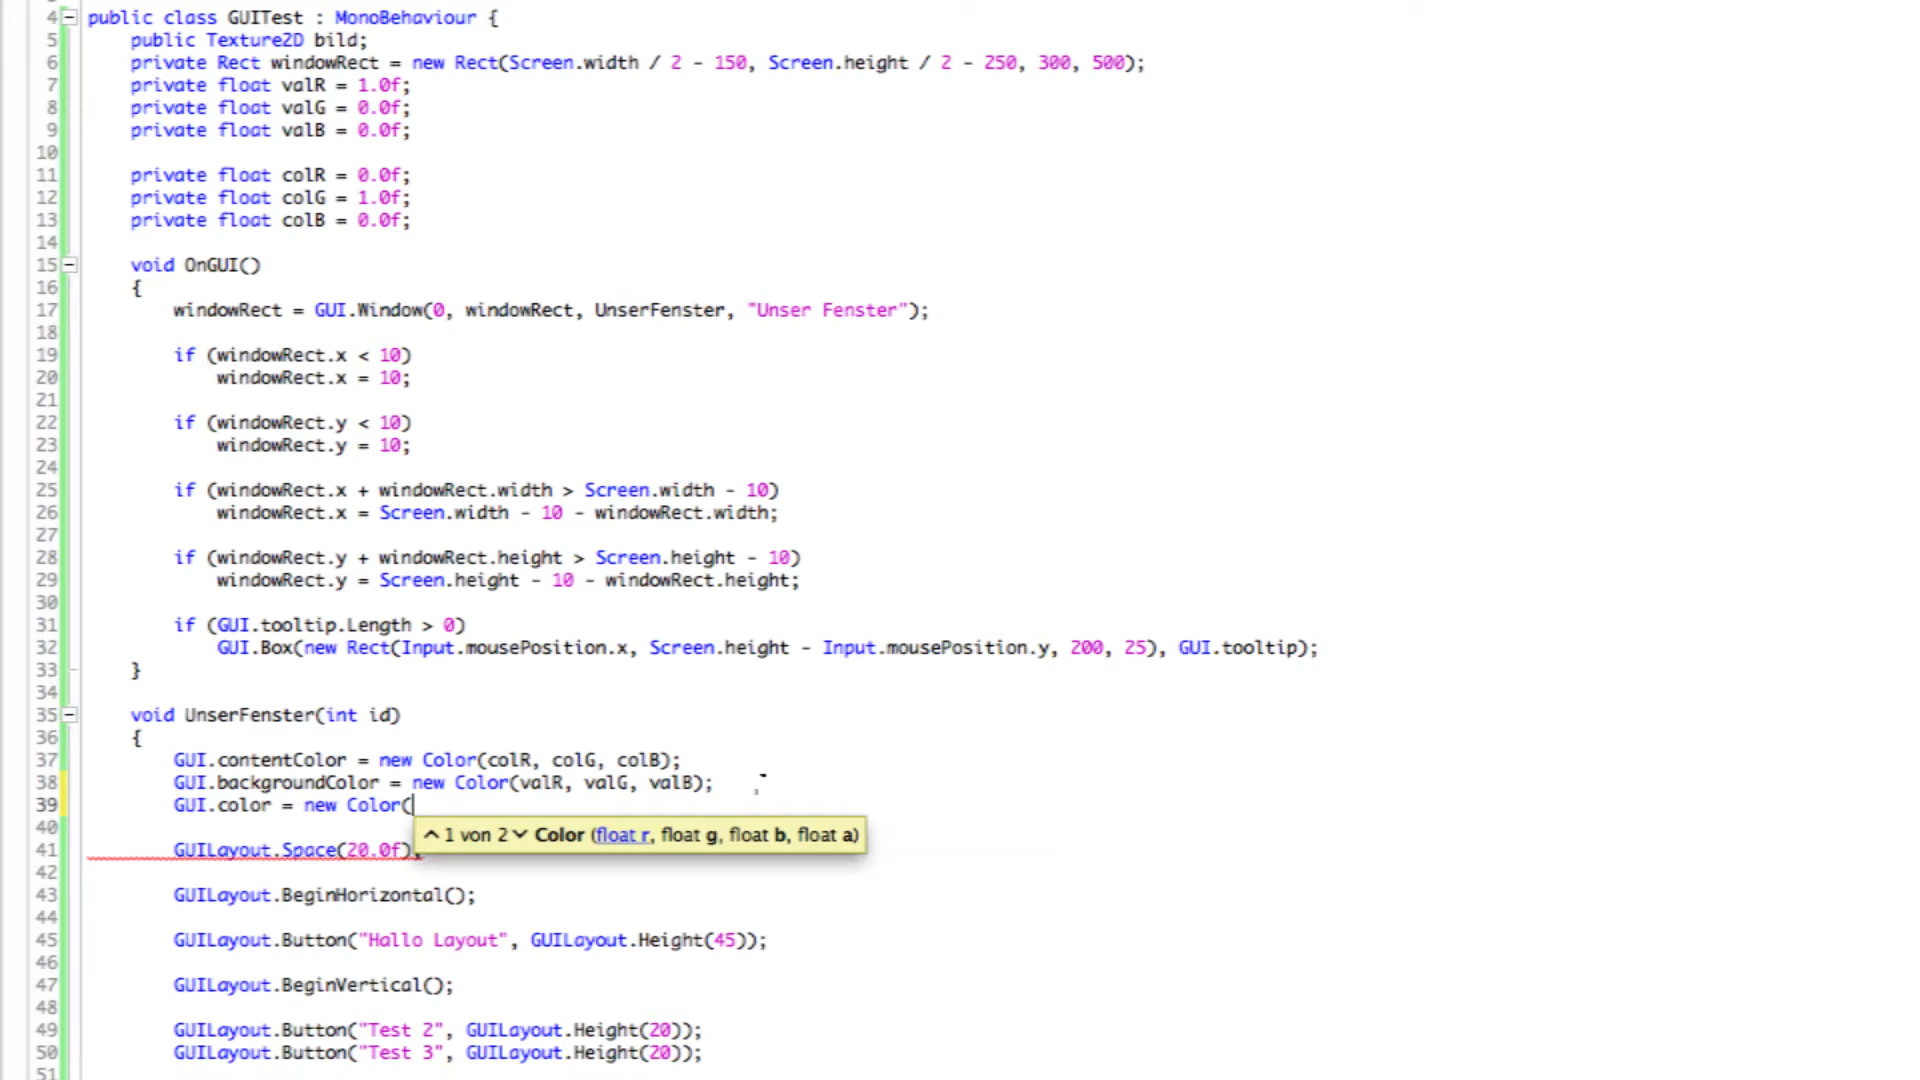 4 public class GUITest : MonoBehaviour {
5 public Texture2D bild;
6 private Rect windowRect = new Rect(Screen.width / 2 - 150, Screen.height / 2 - 250, 300, 500);
7 private float valR = 1.0f;
8 private float valG = 0.0f;
9 private float valB = 0.0f;
10
11 private float colR = 0.0f;
12 private float colG = 1.0f;
13 private float colB = 0.0f;
14
15 void OnGUI()
16 {
17 windowRect = GUI.Window(0, windowRect, UnserFenster, "Unser Fenster");
18
19 if (windowRect.x < 10)
20 windowRect.x = 10;
21
22 if (windowRect.y < 10)
23 windowRect.y = 10;
24
25 if (windowRect.x + windowRect.width > Screen.width - 10)
26 windowRect.x = Screen.width - 10 - windowRect.width;
27
28 if (windowRect.y + windowRect.height > Screen.height - 10)
29 windowRect.y = Screen.height - 10 - windowRect.height;
30
31 if (GUI.tooltip.Length > 0)
32 GUI.Box(new Rect(Input.mousePosition.x, Screen.height - Input.mousePosition.y, 200, 25), GUI.tooltip);
33 }
34
35 void UnserFenster(int id)
36 {
37 GUI.contentColor = new Color(colR, colG, colB);
38 GUI.backgroundColor = new Color(valR, valG, valB);
39 GUI.color = new Color(
40
1 von 2 Color (float r, float g, float b, float a)
41 GUILayout.Space(20.0f)
42
43 GUILayout.BeginHorizontal();
44
45 GUILayout.Button("Hallo Layout", GUILayout.Height(45));
46
47 GUILayout.BeginVertical();
48
49 GUILayout.Button("Test 2", GUILayout.Height(20));
50 GUILayout.Button("Test 3", GUILayout.Height(20));
51